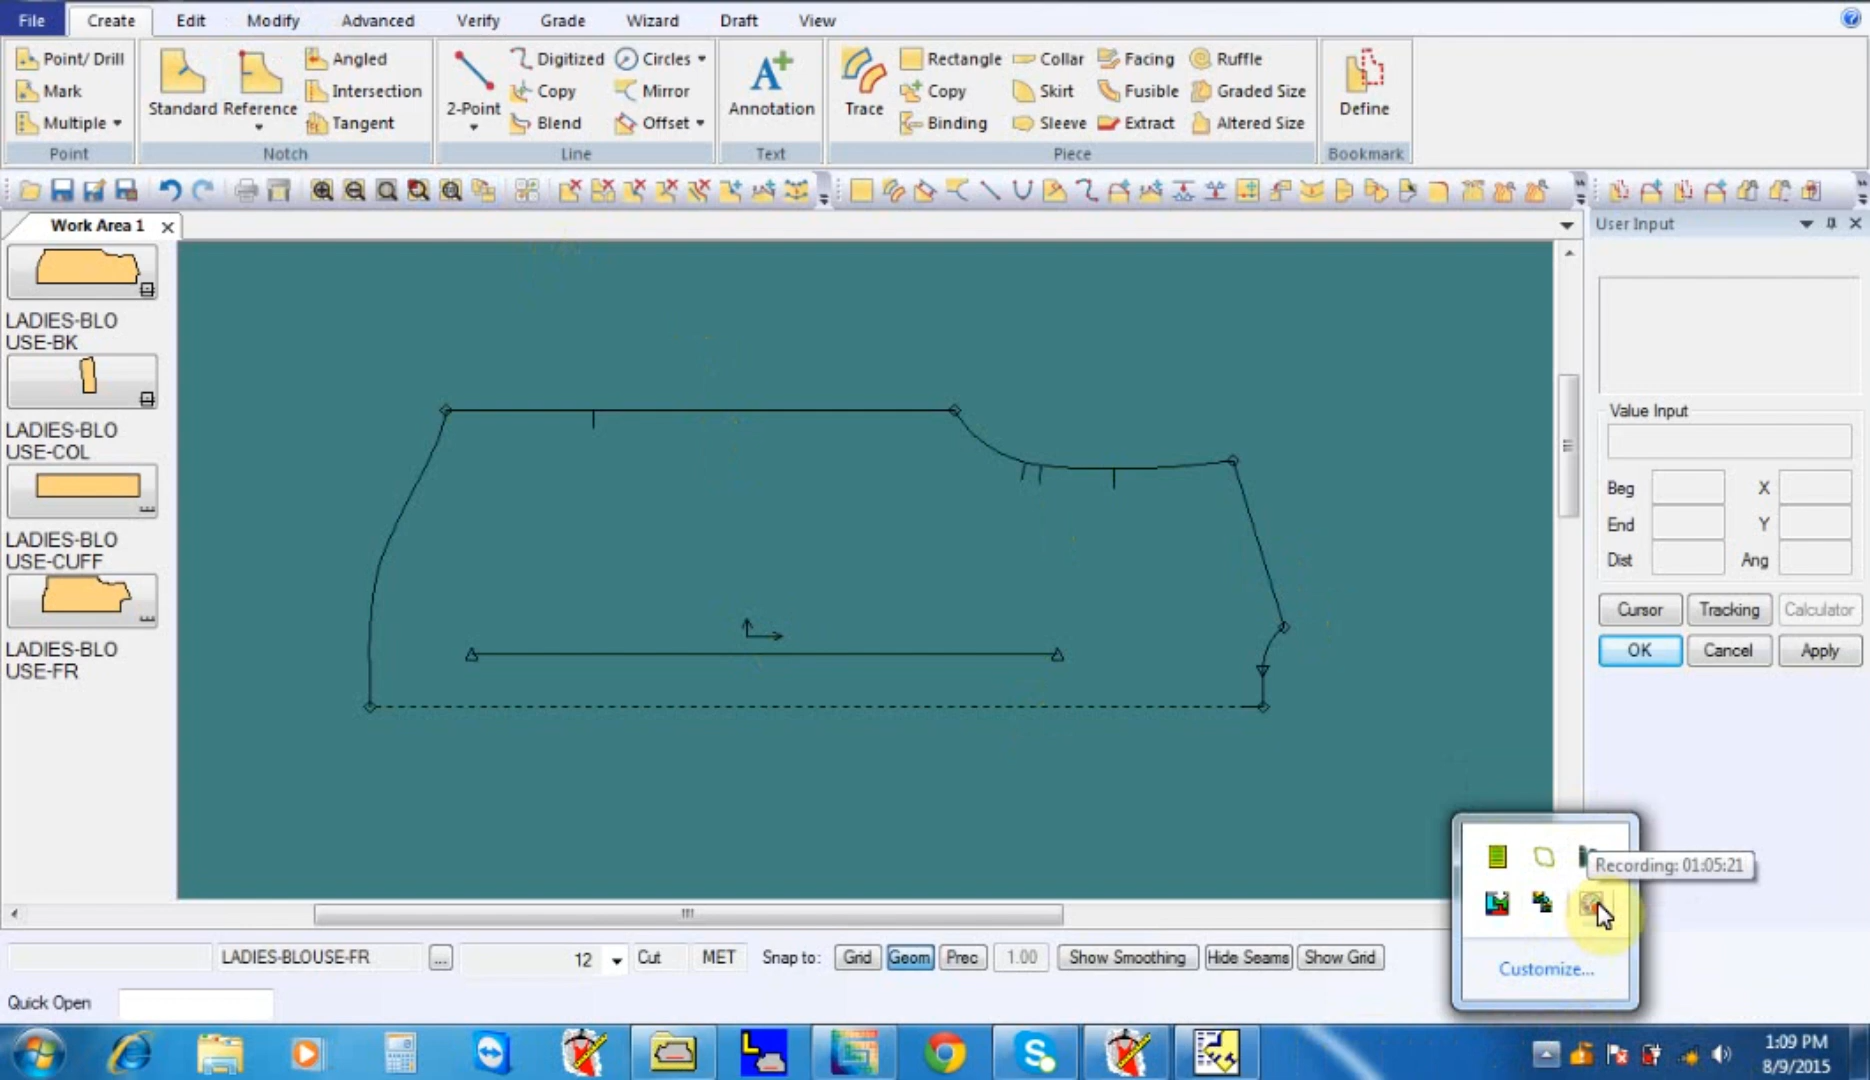 File Create Edit Modify Advanced Verify Grade Wizard Draft View
Point/ Drill
Mark
Multiple
Point
Standard
Reference
Angled
Intersection
Tangent
Notch
2-Point
Digitized
Copy
Blend
Circles
Mirror
Offset
Line
Annotation
Text
Trace
Rectangle
Copy
Binding
Collar
Skirt
Sleeve
Facing
Fusible
Extract
Ruffle
Graded Size
Altered Size
Piece
Define
Bookmark
Work Area 1
LADIES-BLO
USE-BK
LADIES-BLO
USE-COL
LADIES-BLO
USE-CUFF
LADIES-BLO
USE-FR
User Input
Value Input
Beg X
End Y
Dist Ang
Cursor Tracking Calculator
OK Cancel Apply
Recording: 01:05:21
Customize...
LADIES-BLOUSE-FR ... 12 Cut MET Snap to: Grid Geom Prec 1.00 Show Smoothing Hide Seams Show Grid
Quick Open
1:09 PM
8/9/2015